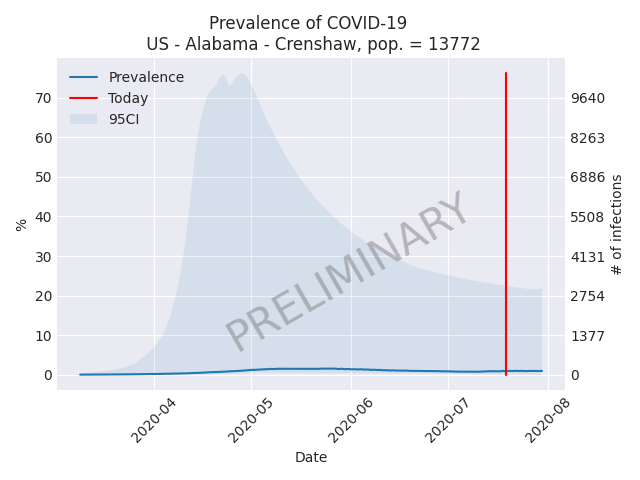 Prevalence of COVID-19
US - Alabama - Crenshaw, pop. = 13772
Prevalence
Today
95CI
70
60
50
40
30
20
10
0
%
9640
8263
6886
5508
4131
2754
1377
0
# of infections
PRELIMINARY
2020-04
2020-05
2020-06
2020-07
2020-08
Date